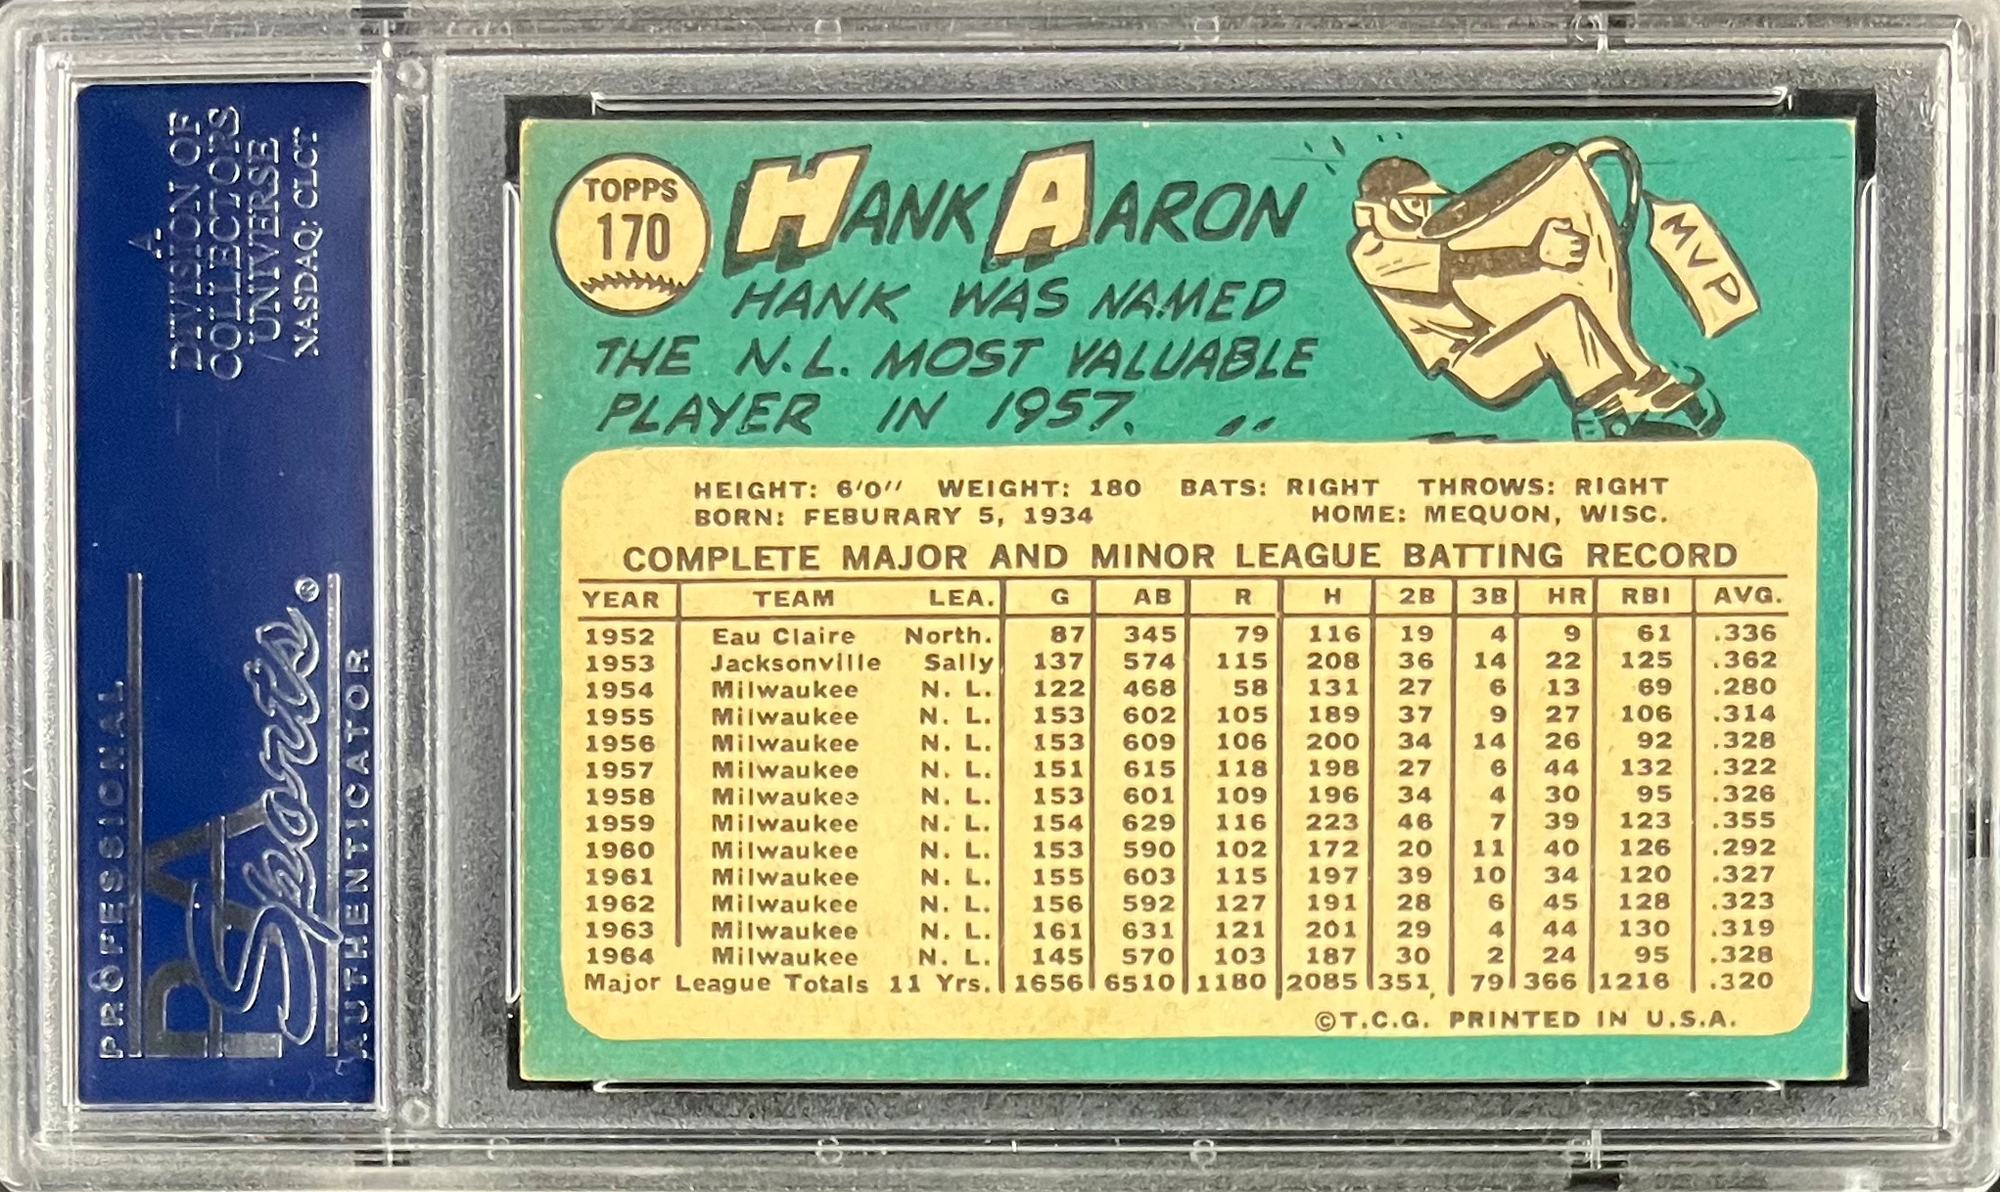 A
DIVISION OF
COLLECTORS
UNIVERSE
NASDAQ: CLCT
PROFESSIONAL
PSA
Sports®
AUTHENTICATOR
TOPPS
170
HANK AARON
HANK WAS NAMED
THE N.L. MOST VALUABLE
PLAYER IN 1957.
MVP
HEIGHT: 6'0" WEIGHT: 180 BATS: RIGHT THROWS: RIGHT
BORN: FEBURARY 5, 1934 HOME: MEQUON, WISC.
COMPLETE MAJOR AND MINOR LEAGUE BATTING RECORD
YEAR TEAM LEA. G AB R H 2B 3B HR RBI AVG.
1952 Eau Claire North. 87 345 79 116 19 4 9 61 .336
1953 Jacksonville Sally 137 574 115 208 36 14 22 125 .362
1954 Milwaukee N. L. 122 468 58 131 27 6 13 69 .280
1955 Milwaukee N. L. 153 602 105 189 37 9 27 106 .314
1956 Milwaukee N. L. 153 609 106 200 34 14 26 92 .328
1957 Milwaukee N. L. 151 615 118 198 27 6 44 132 .322
1958 Milwaukee N. L. 153 601 109 196 34 4 30 95 .326
1959 Milwaukee N. L. 154 629 116 223 46 7 39 123 .355
1960 Milwaukee N. L. 153 590 102 172 20 11 40 126 .292
1961 Milwaukee N. L. 155 603 115 197 39 10 34 120 .327
1962 Milwaukee N. L. 156 592 127 191 28 6 45 128 .323
1963 Milwaukee N. L. 161 631 121 201 29 4 44 130 .319
1964 Milwaukee N. L. 145 570 103 187 30 2 24 95 .328
Major League Totals 11 Yrs. 1656 6510 1180 2085 351 79 366 1216 .320
©T.C.G. PRINTED IN U.S.A.